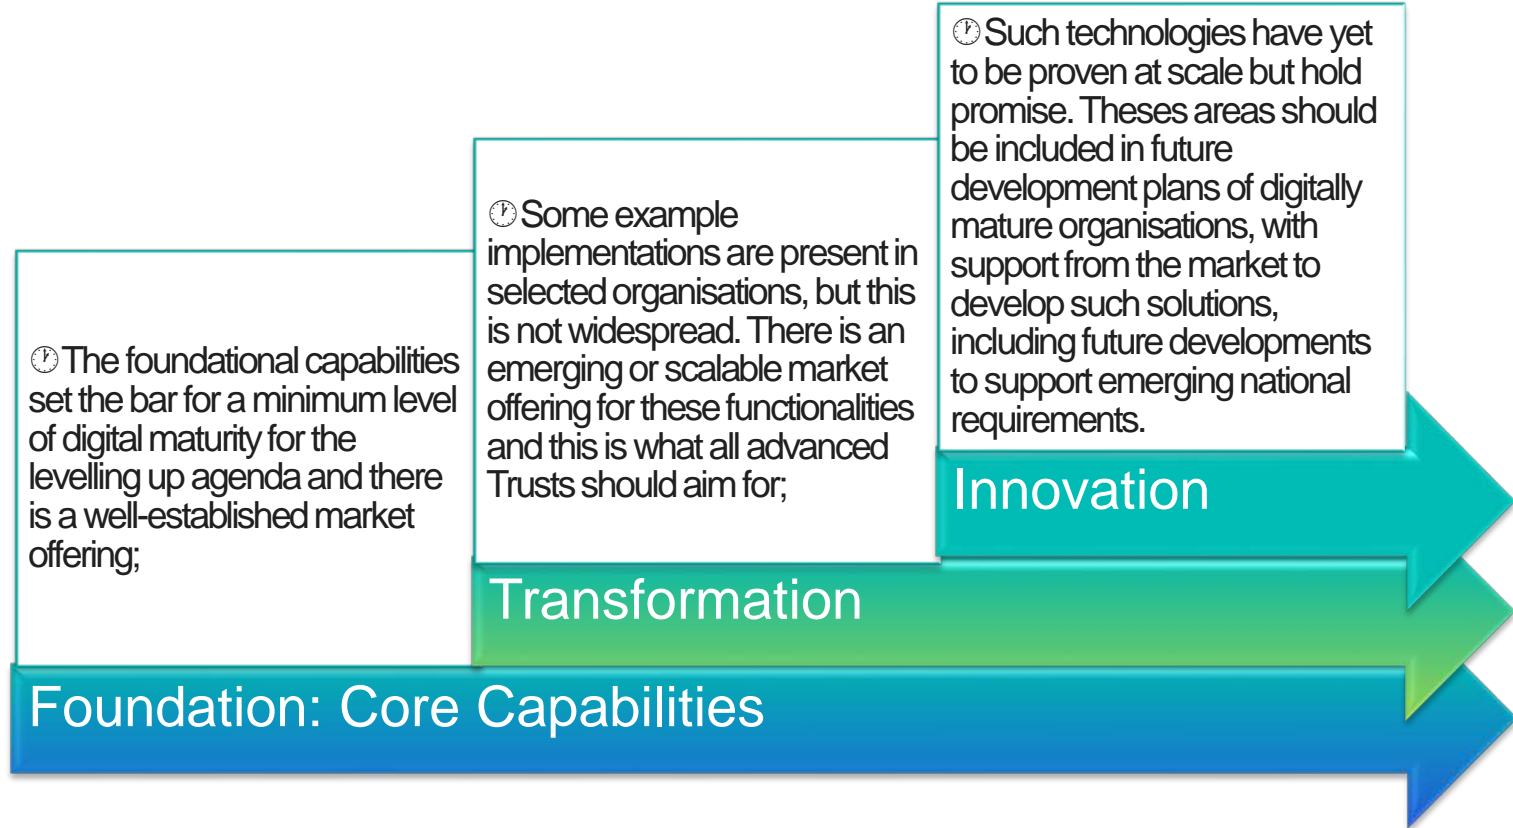 🕐The foundational capabilities
set the bar for a minimum level
of digital maturity for the
levelling up agenda and there
is a well-established market
offering;
Foundation: Core Capabilities
🕐Some example
implementations are present in
selected organisations, but this
is not widespread. There is an
emerging or scalable market
offering for these functionalities
and this is what all advanced
Trusts should aim for;
Transformation
🕐Such technologies have yet
to be proven at scale but hold
promise. Theses areas should
be included in future
development plans of digitally
mature organisations, with
support from the market to
develop such solutions,
including future developments
to support emerging national
requirements.
Innovation